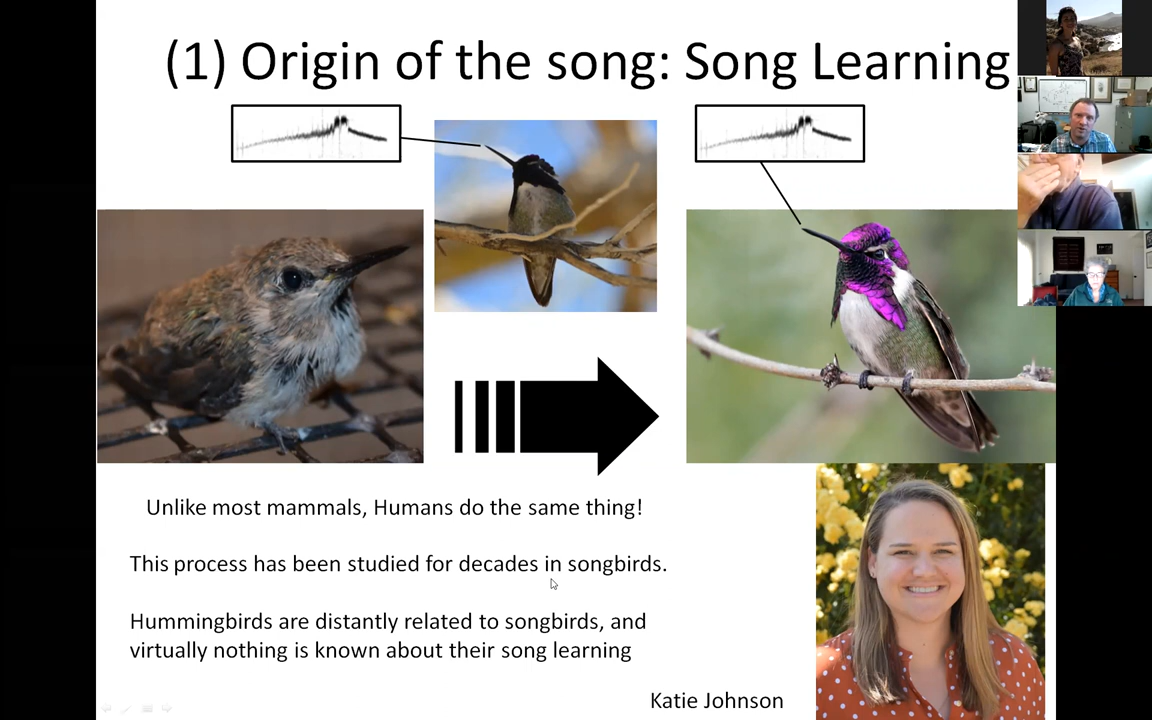 (1) Origin of the song: Song Learning
Unlike most mammals, Humans do the same thing!
This process has been studied for decades in songbirds.
Hummingbirds are distantly related to songbirds, and
virtually nothing is known about their song learning
Katie Johnson